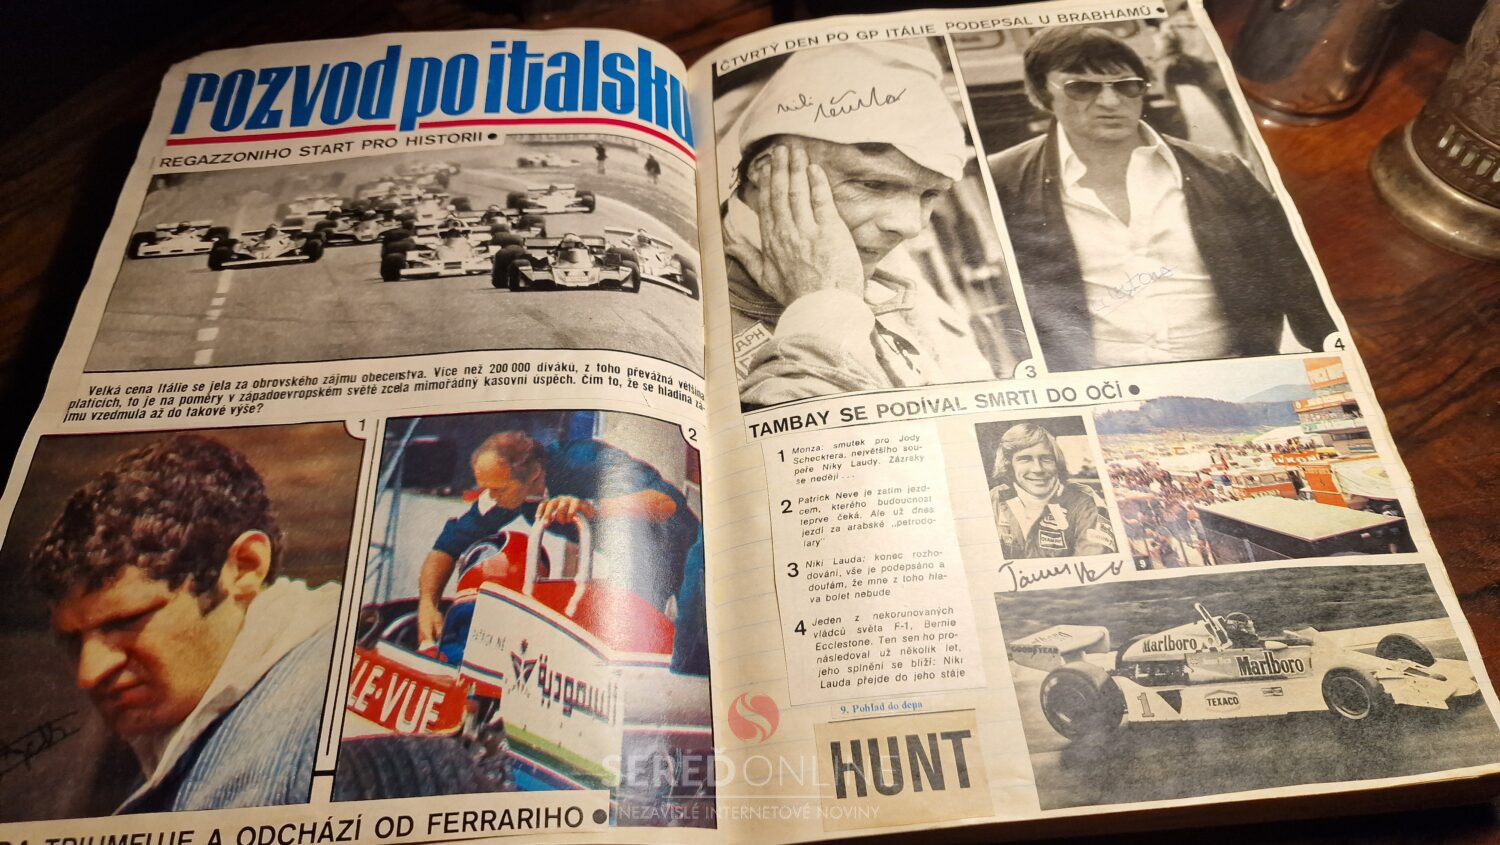 rozvod po italsku
REGAZZONIHO START PRO HISTORII ●
Velká cena Itálie se jela za obrovského zájmu obecenstva. Více než 200 000 diváků, z toho převážná většina
platících, to je na poměry v západoevropském světě zcela mimořádný kasovní úspěch. Čím to, že se hladina zá-
jmu vzedmula až do takové výše?
1
2
LE-VUE
السعودية
A ODCHÁZÍ OD FERRARIHO ●
ČTVRTÝ DEN PO GP ITÁLIE PODEPSAL U BRABHAMŮ ●
3
4
TAMBAY SE PODÍVAL SMRTI DO OČÍ ●
1 Monza: smutek pro Jody
Schecktera, největšího sou-
peře Niky Laudy. Zázraky
se nedějí . . .
2 Patrick Neve je zatím jezd-
cem, kterého budoucnost
teprve čeká. Ale už dnes
jezdí za arabské „petrodo-
lary"
3 Niki Lauda: konec rozho-
dování, vše je podepsáno a
doufám, že mne z toho hla-
va bolet nebude
4 Jeden z nekorunovaných
vládců světa F-1, Bernie
Ecclestone. Ten sen ho pro-
následoval už několik let,
jeho splnění se blíží: Niki
Lauda přejde do jeho stáje
9. Pohľad do depa
HUNT
9
GOODYEAR
Marlboro
Marlboro
1
TEXACO
SEREĎONLINE
NEZÁVISLÉ INTERNETOVÉ NOVINY